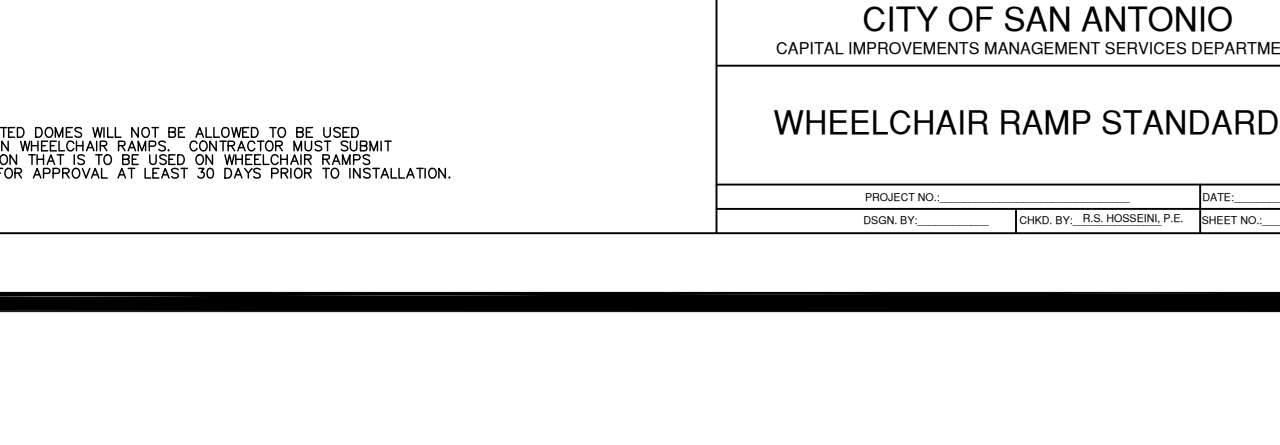 TED DOMES WILL NOT BE ALLOWED TO BE USED
N WHEELCHAIR RAMPS. CONTRACTOR MUST SUBMIT
ON THAT IS TO BE USED ON WHEELCHAIR RAMPS
FOR APPROVAL AT LEAST 30 DAYS PRIOR TO INSTALLATION.
CITY OF SAN ANTONIO
CAPITAL IMPROVEMENTS MANAGEMENT SERVICES DEPARTME
WHEELCHAIR RAMP STANDARD
PROJECT NO.: DATE:
DSGN. BY: CHKD. BY: R.S. HOSSEINI, P.E. SHEET NO.: